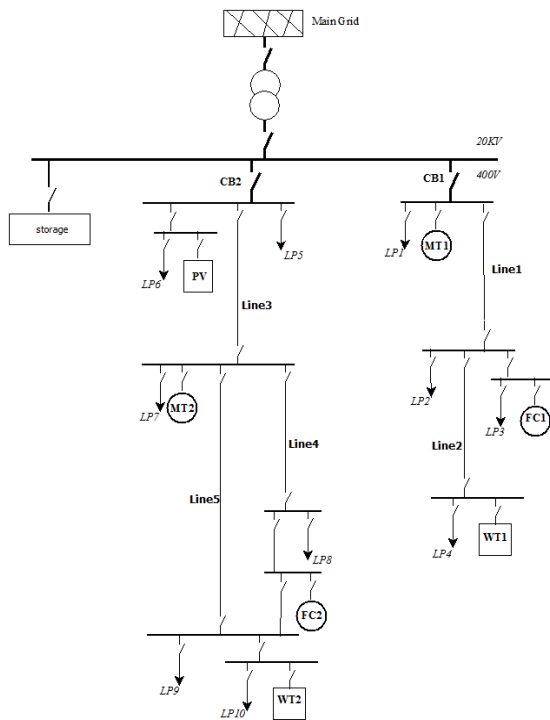 Main Grid
20KV
CB2
CB1
400V
storage
LP6
PV
LP5
LP1
MT1
Line3
Line1
LP7
MT2
LP2
LP3
FC1
Line4
Line2
Line5
LP8
LP4
WT1
FC2
LP9
LP10
WT2